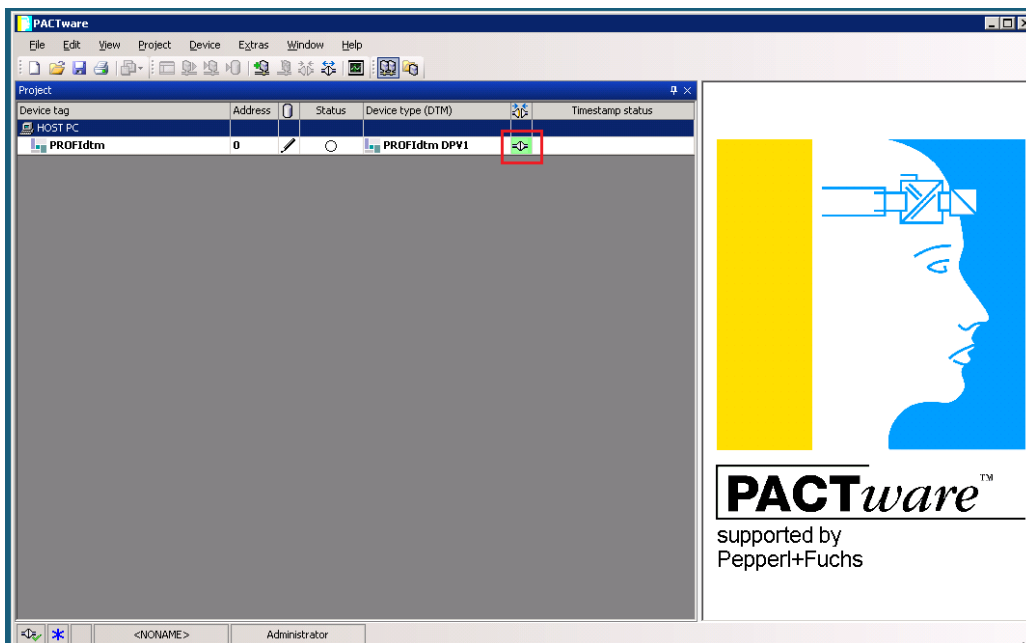 PACTware
File Edit View Project Device Extras Window Help
Project
Device tag Address Status Device type (DTM) Timestamp status
HOST PC
PROFIdtm 0 PROFIdtm DPV1
PACTware™
supported by
Pepperl+Fuchs
<NONAME> Administrator